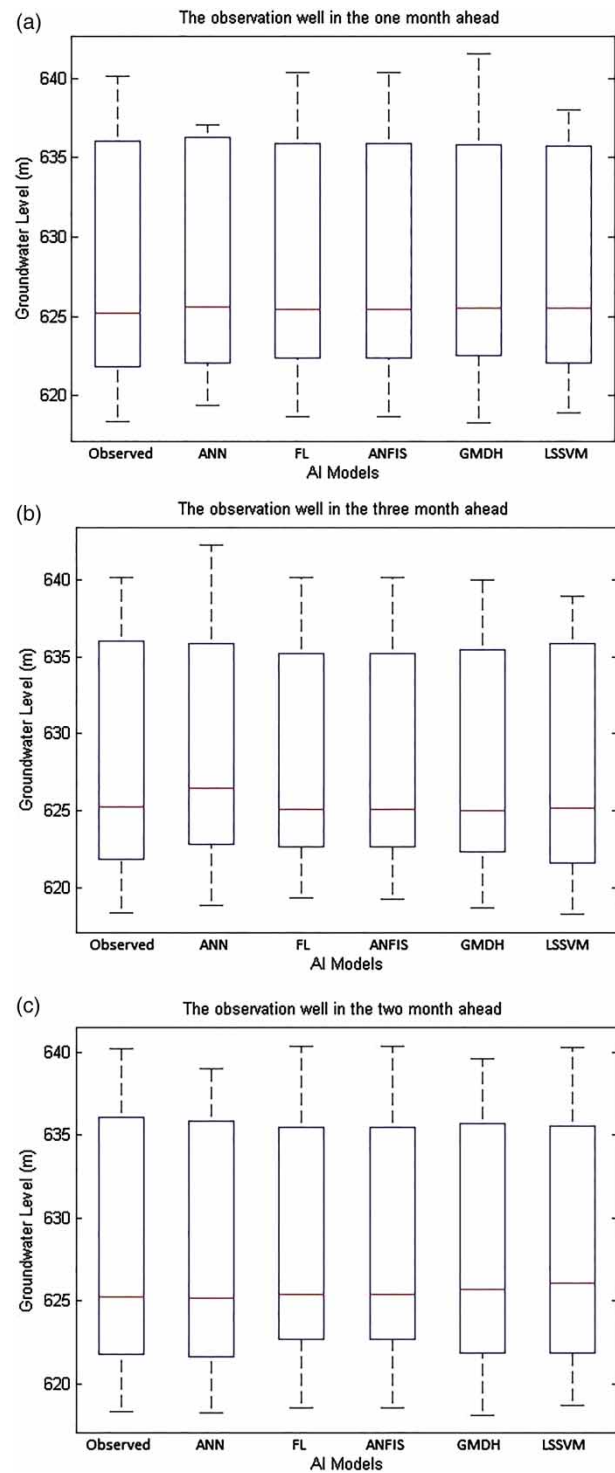 (a)
The observation well in the one month ahead
Groundwater Level (m)
640
635
630
625
620
Observed ANN FL ANFIS GMDH LSSVM
AI Models
(b)
The observation well in the three month ahead
Groundwater Level (m)
640
635
630
625
620
Observed ANN FL ANFIS GMDH LSSVM
AI Models
(c)
The observation well in the two month ahead
Groundwater Level (m)
640
635
630
625
620
Observed ANN FL ANFIS GMDH LSSVM
AI Models